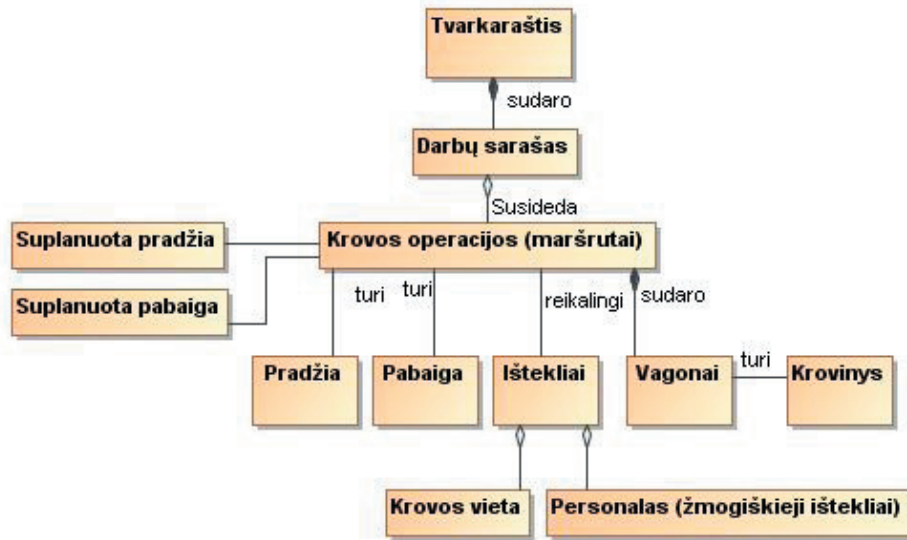 Tvarkaraštis
sudaro
Darbų sarašas
Susideda
Suplanuota pradžia
Krovos operacijos (maršrutai)
Suplanuota pabaiga
turi
turi
reikalingi
sudaro
Pradžia
Pabaiga
Ištekliai
Vagonai
turi
Krovinys
Krovos vieta
Personalas (žmogiškieji ištekliai)